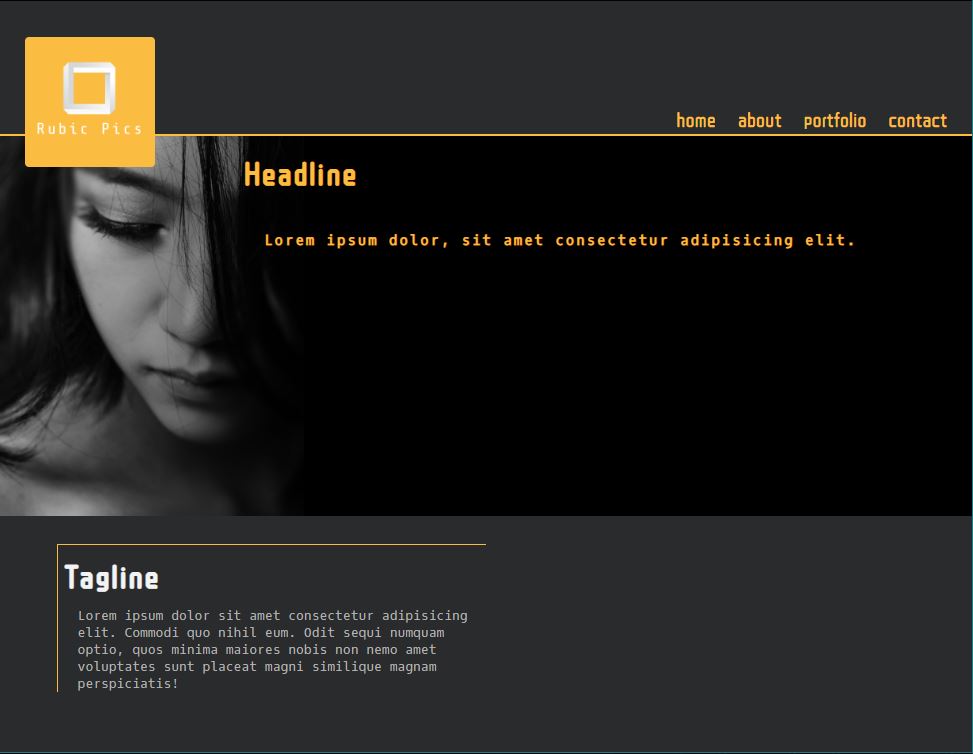 Rubic Pics
home about portfolio contact
Headline
Lorem ipsum dolor, sit amet consectetur adipisicing elit.
Tagline
Lorem ipsum dolor sit amet consectetur adipisicing
elit. Commodi quo nihil eum. Odit sequi numquam
optio, quos minima maiores nobis non nemo amet
voluptates sunt placeat magni similique magnam
perspiciatis!